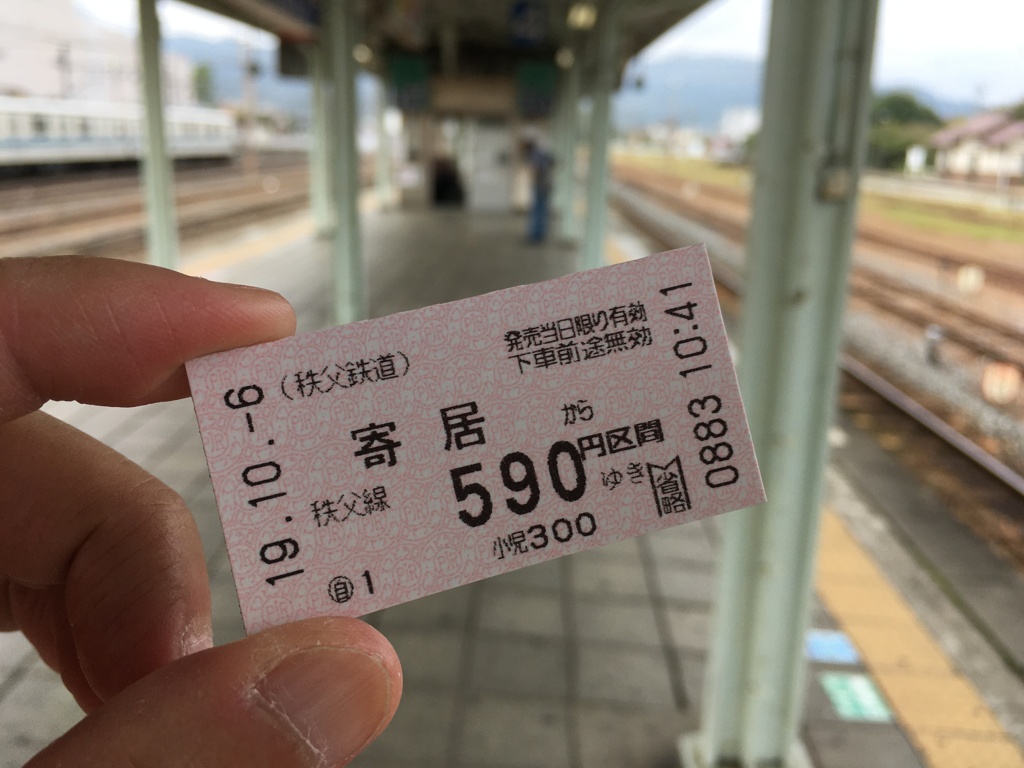 19.10.-6
(秩父鉄道)
発売当日限り有効
下車前途無効
寄居 から
秩父線 590円区間
ゆき 省略
小児300
自 1
0883 10:41